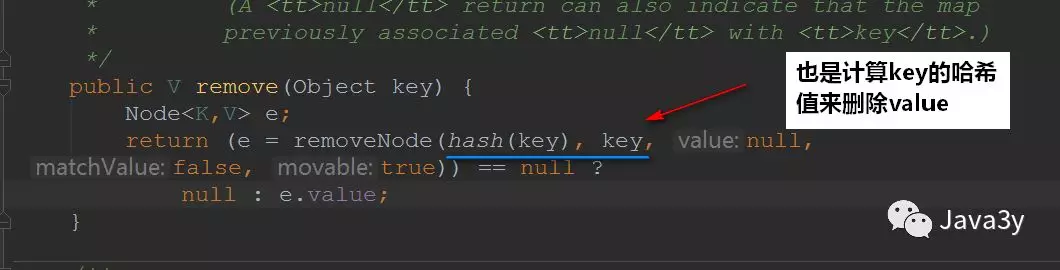 * (A <tt>null</tt> return can also indicate that the map
* previously associated <tt>null</tt> with <tt>key</tt>.)
*/
public V remove(Object key) {
Node<K,V> e;
return (e = removeNode(hash(key), key, value: null,
matchValue: false, movable: true)) == null ?
null : e.value;
}
也是计算key的哈希
值来删除value
Java3y